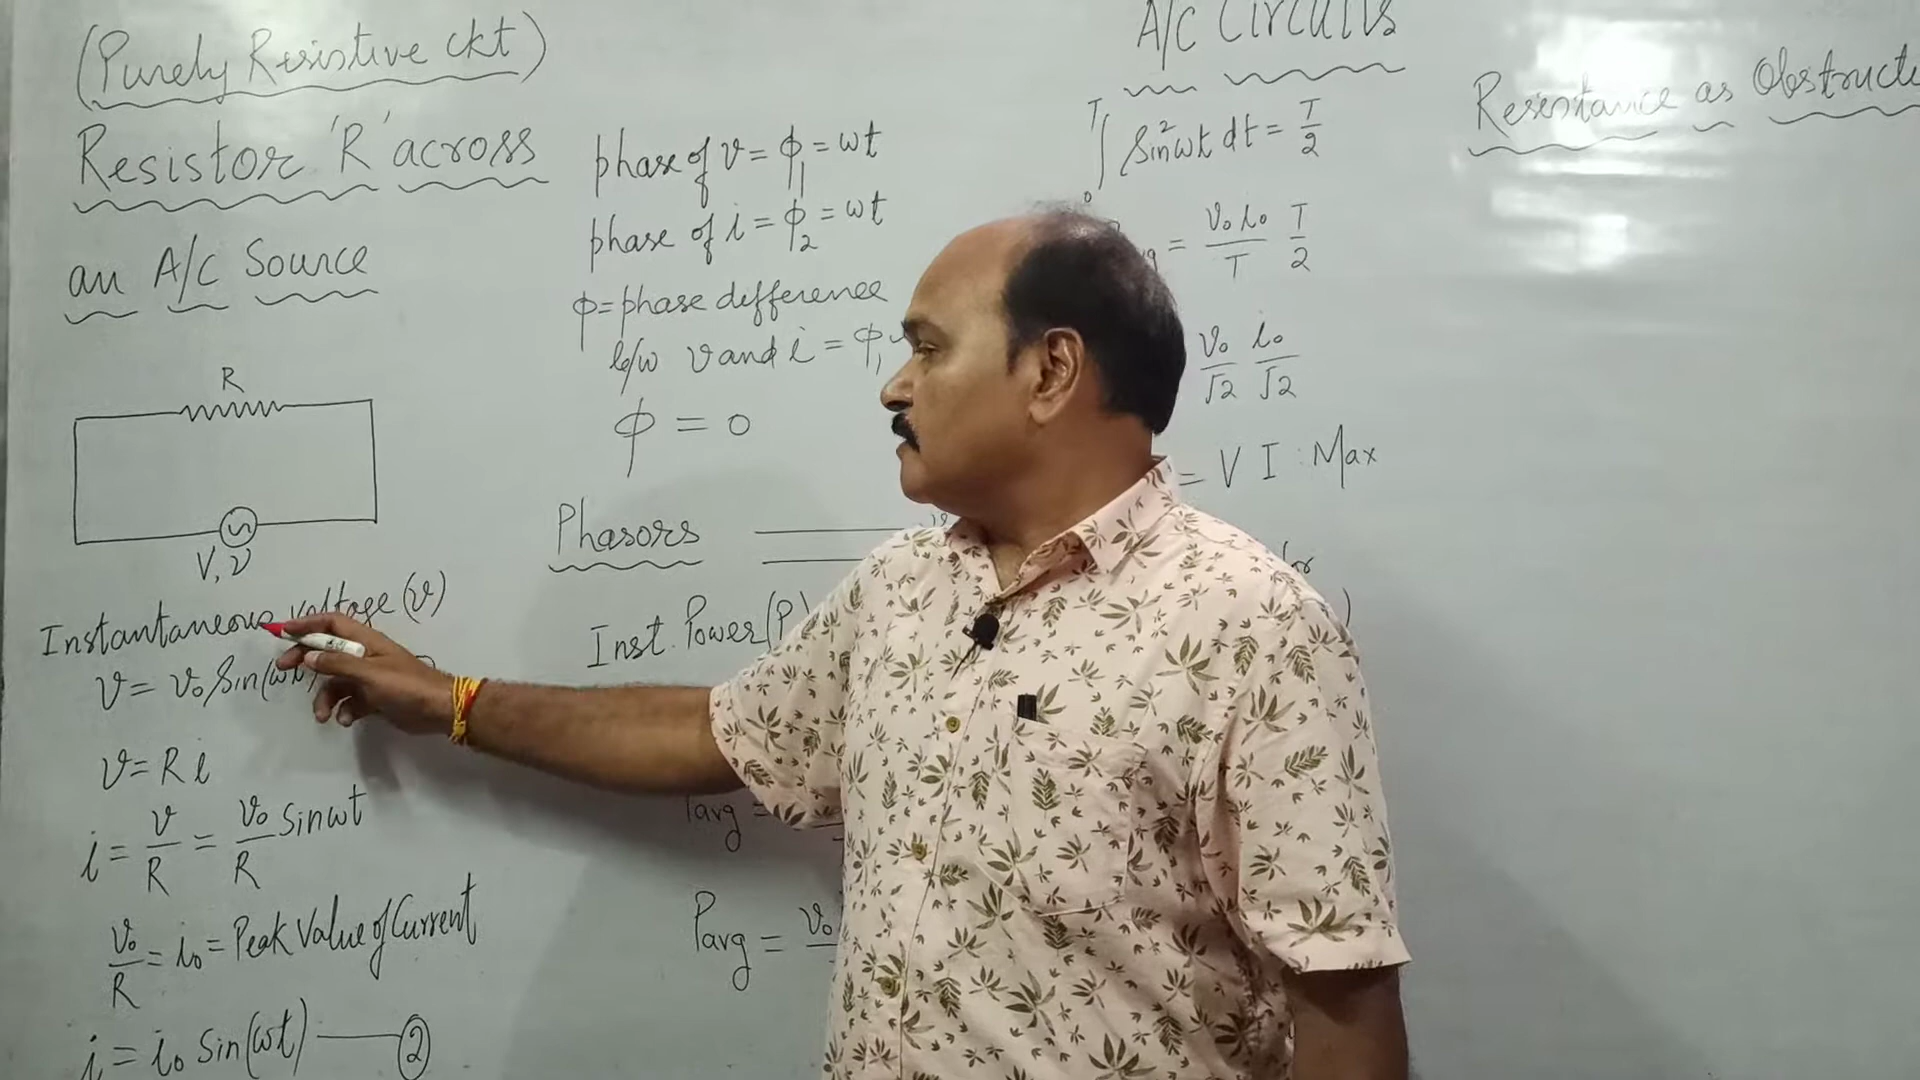 (Purely Resistive ckt)
Resistor 'R' across
an A/C Source
R
V, ν
Instantaneous voltage (v)
v = v₀ Sin(ωt)
v = R i
i = v/R = v₀/R Sinωt
v₀/R = i₀ = Peak Value of Current
i = i₀ Sin(ωt) ②
phase of v = ϕ₁ = ωt
phase of i = ϕ₂ = ωt
ϕ = phase difference
b/w v and i = ϕ₁
ϕ = 0
Phasors
Inst. Power (P)
Pavg =
Pavg = v₀
A/C Circuits
∫₀ᵀ Sin²ωt dt = T/2
= v₀ i₀/T T/2
v₀/√2 i₀/√2
= V I : Max
Resistance as